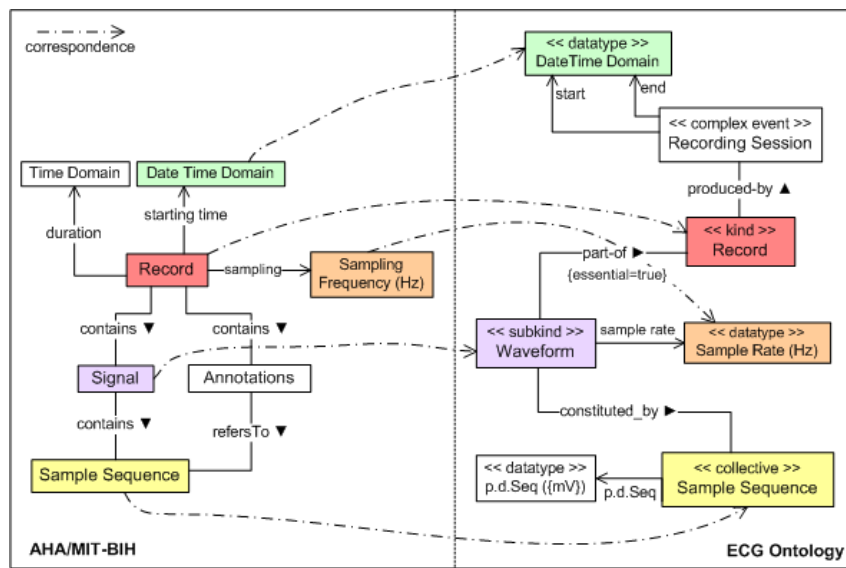 correspondence
<< datatype >>
DateTime Domain
start
end
<< complex event >>
Recording Session
Time Domain
Date Time Domain
produced-by ▲
duration
starting time
<< kind >>
Record
Record
sampling
Sampling
Frequency (Hz)
part-of ►
{essential=true}
contains ▼
contains ▼
<< subkind >>
Waveform
sample rate
<< datatype >>
Sample Rate (Hz)
Signal
Annotations
contains ▼
refersTo ▼
constituted_by ►
Sample Sequence
<< datatype >>
p.d.Seq ({mV})
p.d.Seq
<< collective >>
Sample Sequence
AHA/MIT-BIH
ECG Ontology